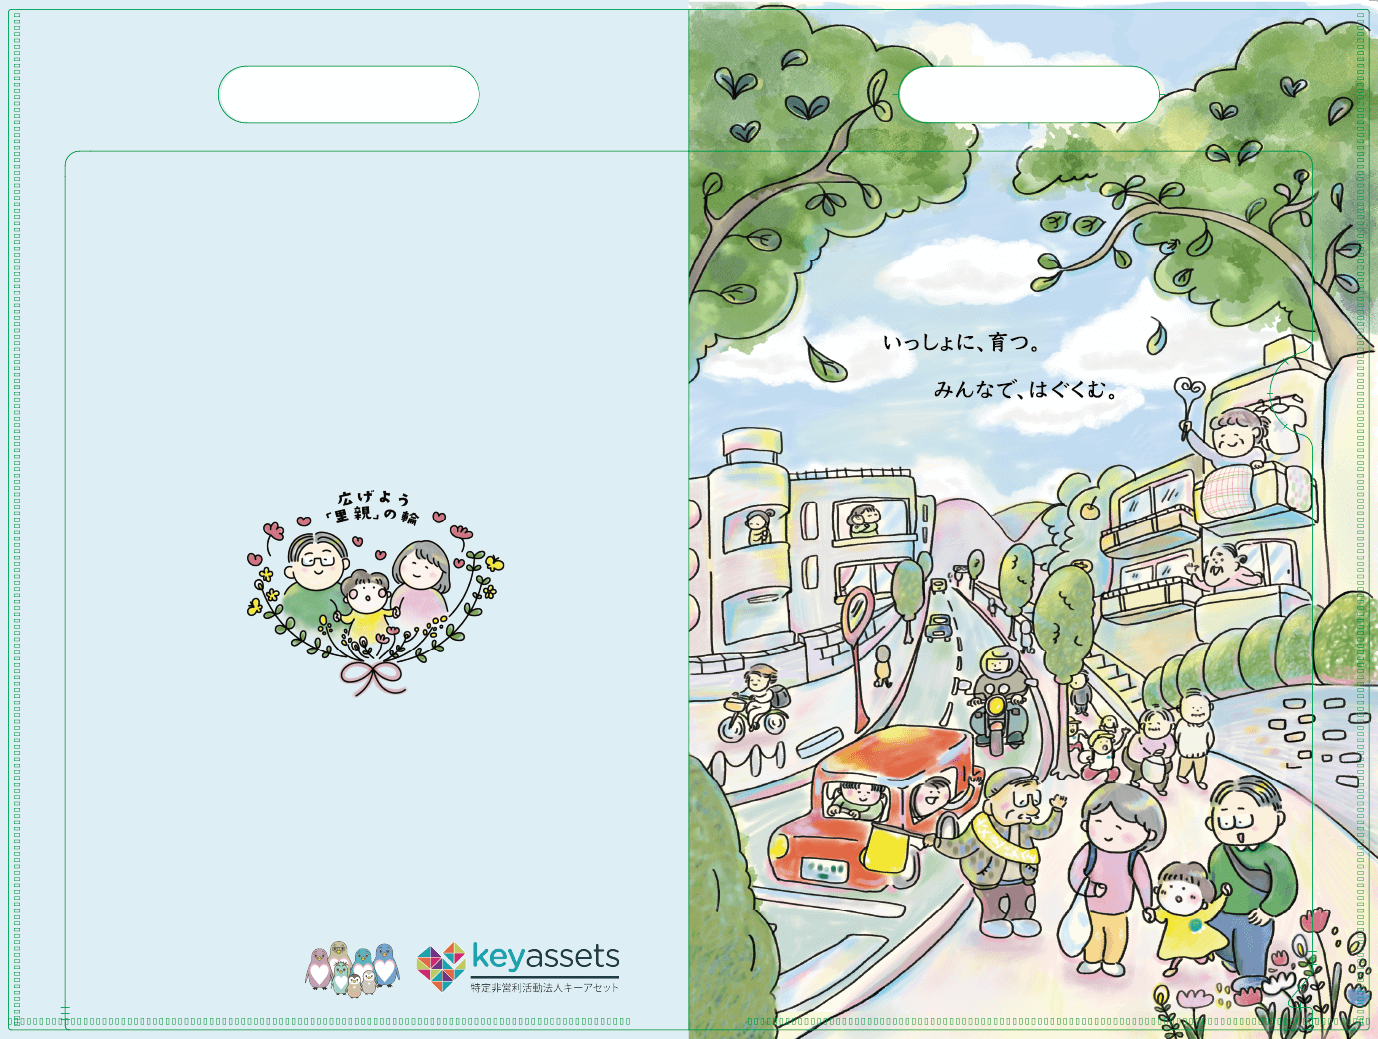 広げよう
「里親」の輪
keyassets
特定非営利活動法人キーアセット
いっしょに、育つ。
みんなで、はぐくむ。